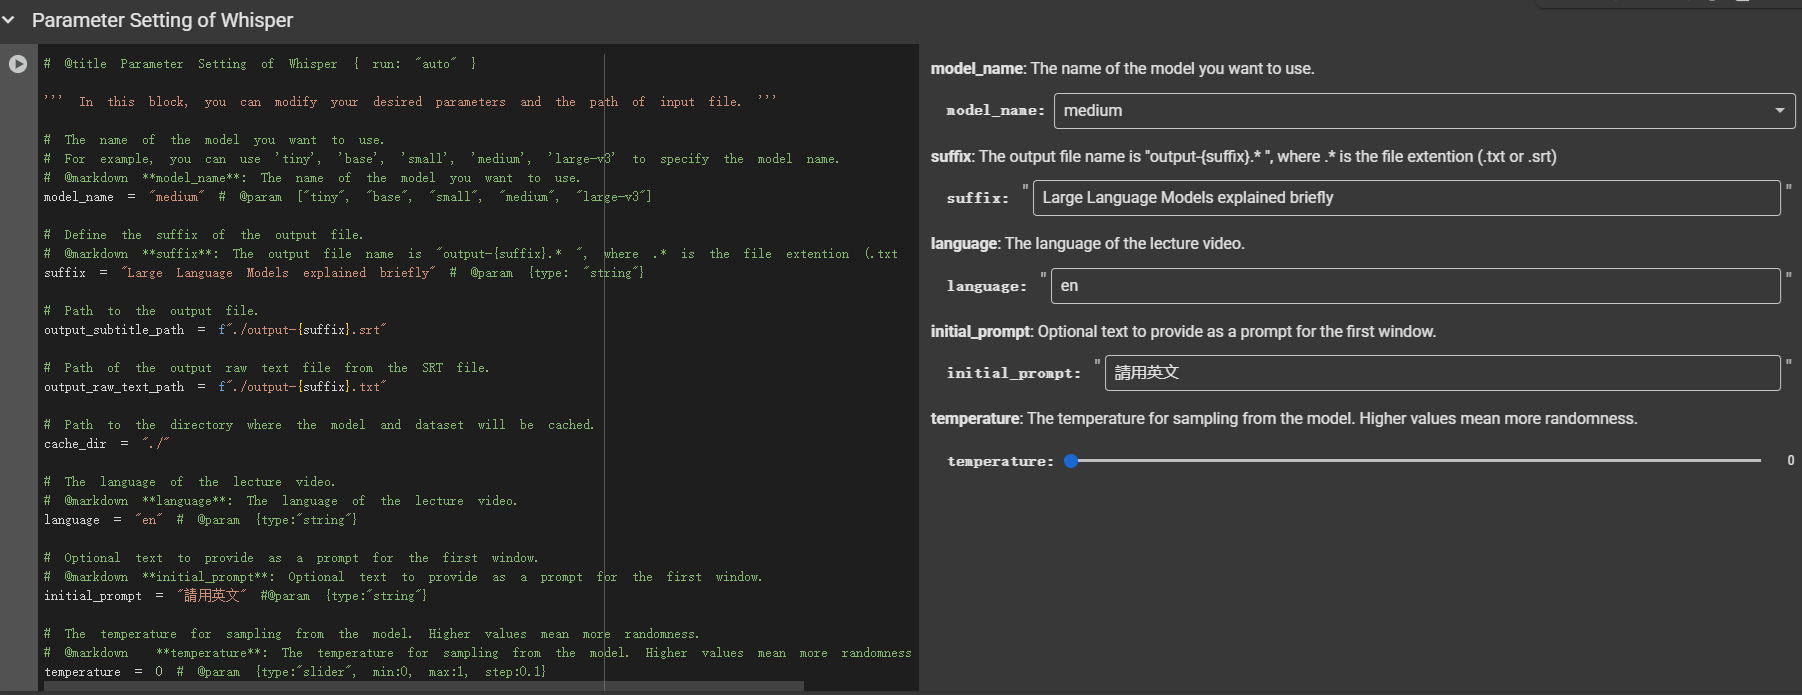 Parameter Setting of Whisper
# @title Parameter Setting of Whisper { run: "auto" }
''' In this block, you can modify your desired parameters and the path of input file. '''
# The name of the model you want to use.
# For example, you can use 'tiny', 'base', 'small', 'medium', 'large-v3' to specify the model name.
# @markdown **model_name**: The name of the model you want to use.
model_name = "medium" # @param ["tiny", "base", "small", "medium", "large-v3"]
# Define the suffix of the output file.
# @markdown **suffix**: The output file name is "output-{suffix}.* ", where .* is the file extention (.txt
suffix = "Large Language Models explained briefly" # @param {type: "string"}
# Path to the output file.
output_subtitle_path = f"./output-{suffix}.srt"
# Path of the output raw text file from the SRT file.
output_raw_text_path = f"./output-{suffix}.txt"
# Path to the directory where the model and dataset will be cached.
cache_dir = "./"
# The language of the lecture video.
# @markdown **language**: The language of the lecture video.
language = "en" # @param {type:"string"}
# Optional text to provide as a prompt for the first window.
# @markdown **initial_prompt**: Optional text to provide as a prompt for the first window.
initial_prompt = "請用英文" #@param {type:"string"}
# The temperature for sampling from the model. Higher values mean more randomness.
# @markdown **temperature**: The temperature for sampling from the model. Higher values mean more randomness
temperature = 0 # @param {type:"slider", min:0, max:1, step:0.1}
model_name: The name of the model you want to use.
model_name: medium
suffix: The output file name is "output-{suffix}.* ", where .* is the file extention (.txt or .srt)
suffix: " Large Language Models explained briefly "
language: The language of the lecture video.
language: " en "
initial_prompt: Optional text to provide as a prompt for the first window.
initial_prompt: " 請用英文 "
temperature: The temperature for sampling from the model. Higher values mean more randomness.
temperature: 0